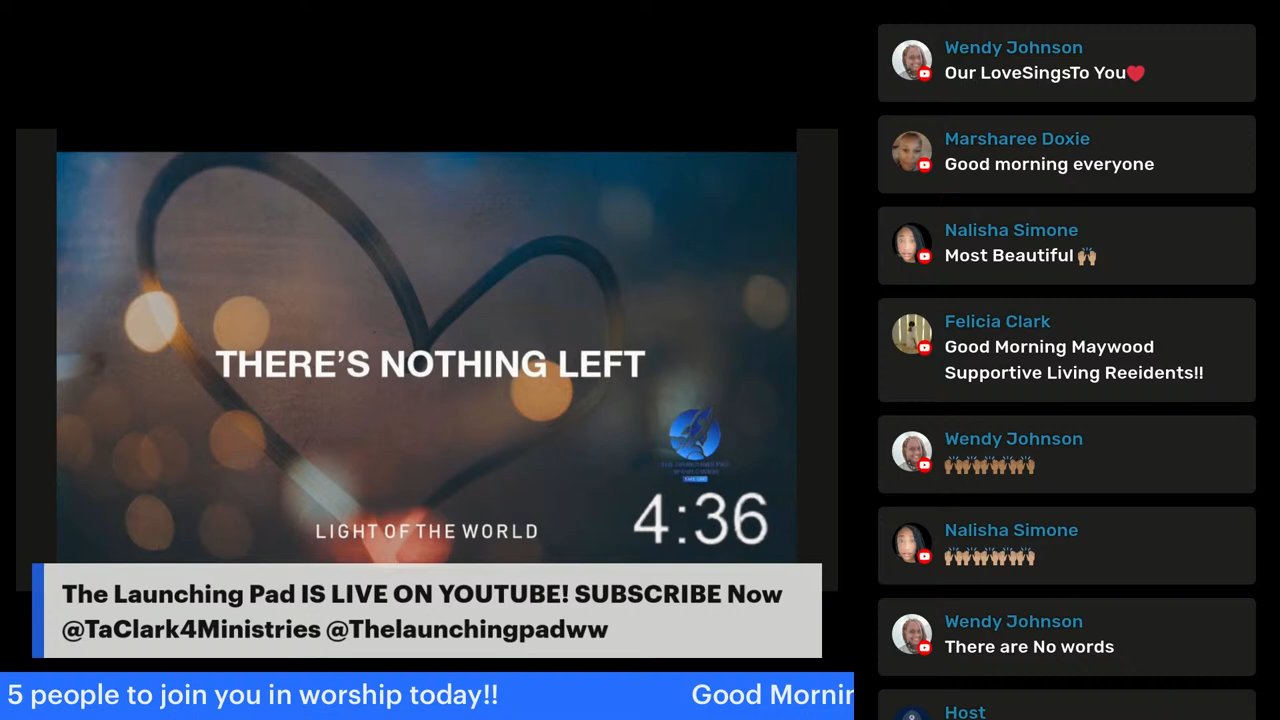 THERE'S NOTHING LEFT
4:36
LIGHT OF THE WORLD
The Launching Pad IS LIVE ON YOUTUBE! SUBSCRIBE Now
@TaClark4Ministries @Thelaunchingpadww
5 people to join you in worship today!!
Good Mornin
Wendy Johnson
Our LoveSingsTo You❤️
Marsharee Doxie
Good morning everyone
Nalisha Simone
Most Beautiful 🙌🏼
Felicia Clark
Good Morning Maywood
Supportive Living Reeidents!!
Wendy Johnson
🙌🏾🙌🏾🙌🏾🙌🏾🙌🏾
Nalisha Simone
🙌🏼🙌🏼🙌🏼🙌🏼🙌🏼
Wendy Johnson
There are No words
Host